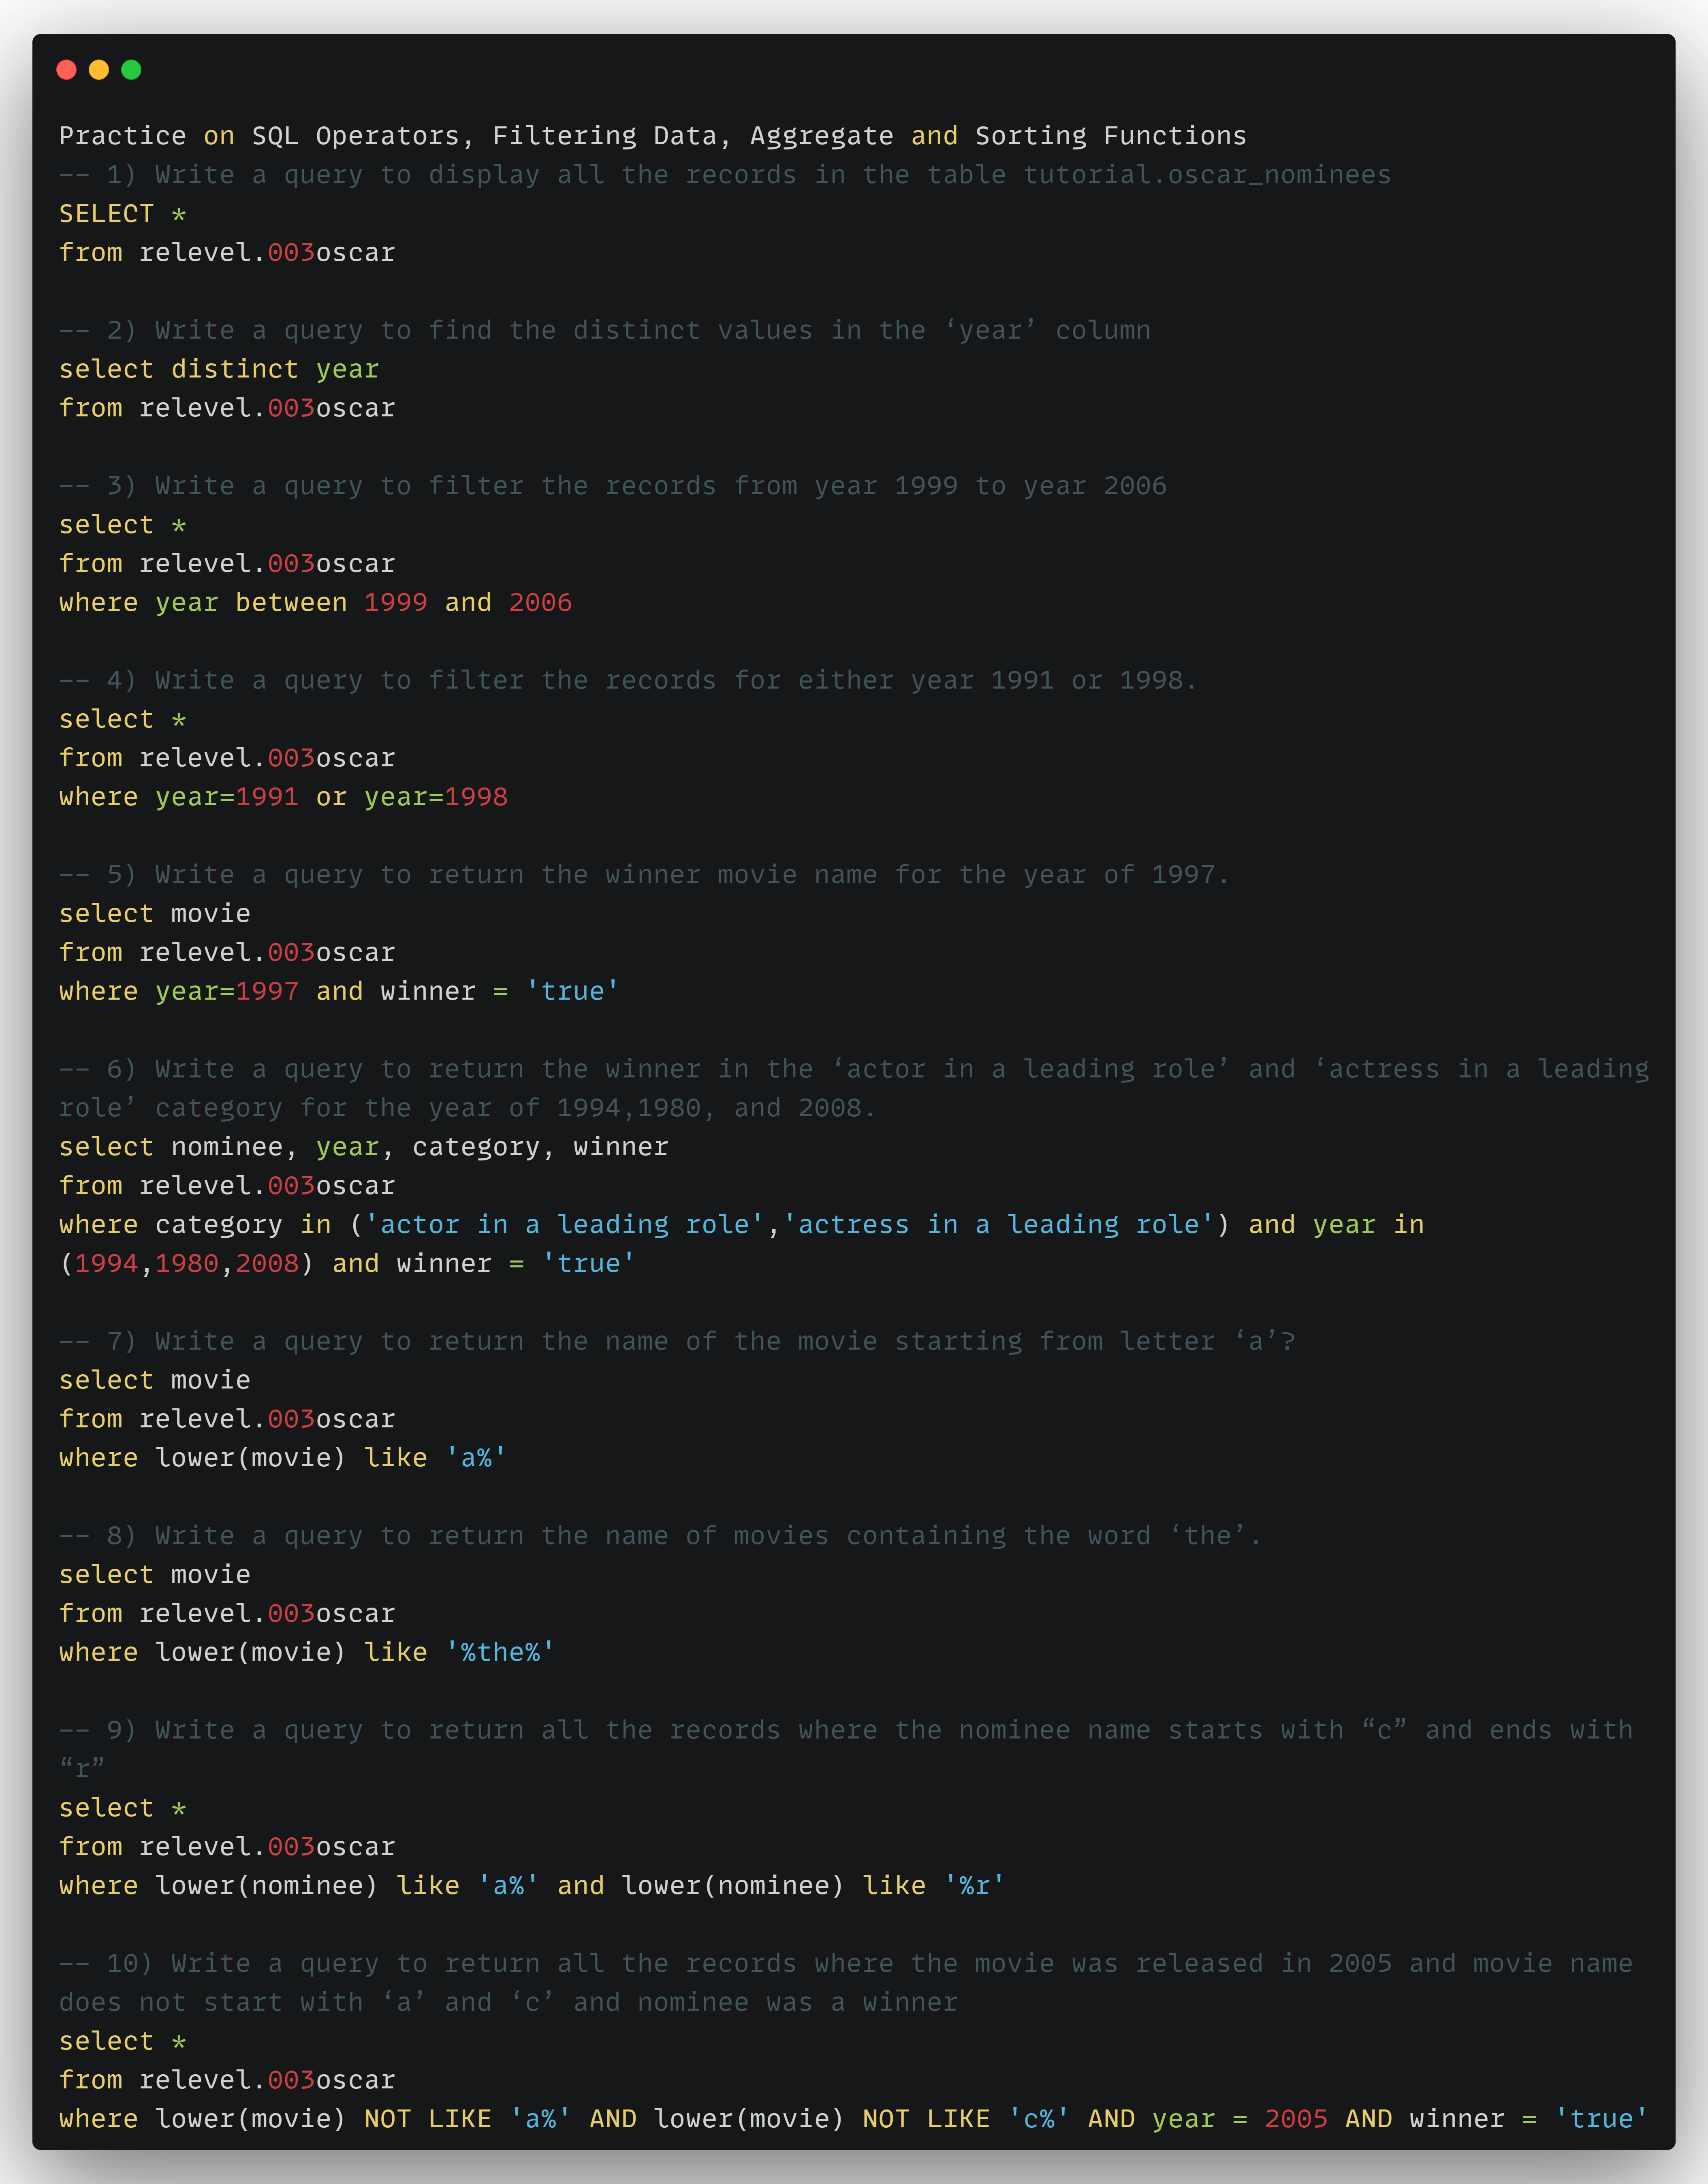 Practice on SQL Operators, Filtering Data, Aggregate and Sorting Functions
-- 1) Write a query to display all the records in the table tutorial.oscar_nominees
SELECT *
from relevel.003oscar
-- 2) Write a query to find the distinct values in the ‘year’ column
select distinct year
from relevel.003oscar
-- 3) Write a query to filter the records from year 1999 to year 2006
select *
from relevel.003oscar
where year between 1999 and 2006
-- 4) Write a query to filter the records for either year 1991 or 1998.
select *
from relevel.003oscar
where year=1991 or year=1998
-- 5) Write a query to return the winner movie name for the year of 1997.
select movie
from relevel.003oscar
where year=1997 and winner = 'true'
-- 6) Write a query to return the winner in the ‘actor in a leading role’ and ‘actress in a leading
role’ category for the year of 1994,1980, and 2008.
select nominee, year, category, winner
from relevel.003oscar
where category in ('actor in a leading role','actress in a leading role') and year in
(1994,1980,2008) and winner = 'true'
-- 7) Write a query to return the name of the movie starting from letter ‘a’?
select movie
from relevel.003oscar
where lower(movie) like 'a%'
-- 8) Write a query to return the name of movies containing the word ‘the’.
select movie
from relevel.003oscar
where lower(movie) like '%the%'
-- 9) Write a query to return all the records where the nominee name starts with “c” and ends with
“r”
select *
from relevel.003oscar
where lower(nominee) like 'a%' and lower(nominee) like '%r'
-- 10) Write a query to return all the records where the movie was released in 2005 and movie name
does not start with ‘a’ and ‘c’ and nominee was a winner
select *
from relevel.003oscar
where lower(movie) NOT LIKE 'a%' AND lower(movie) NOT LIKE 'c%' AND year = 2005 AND winner = 'true'